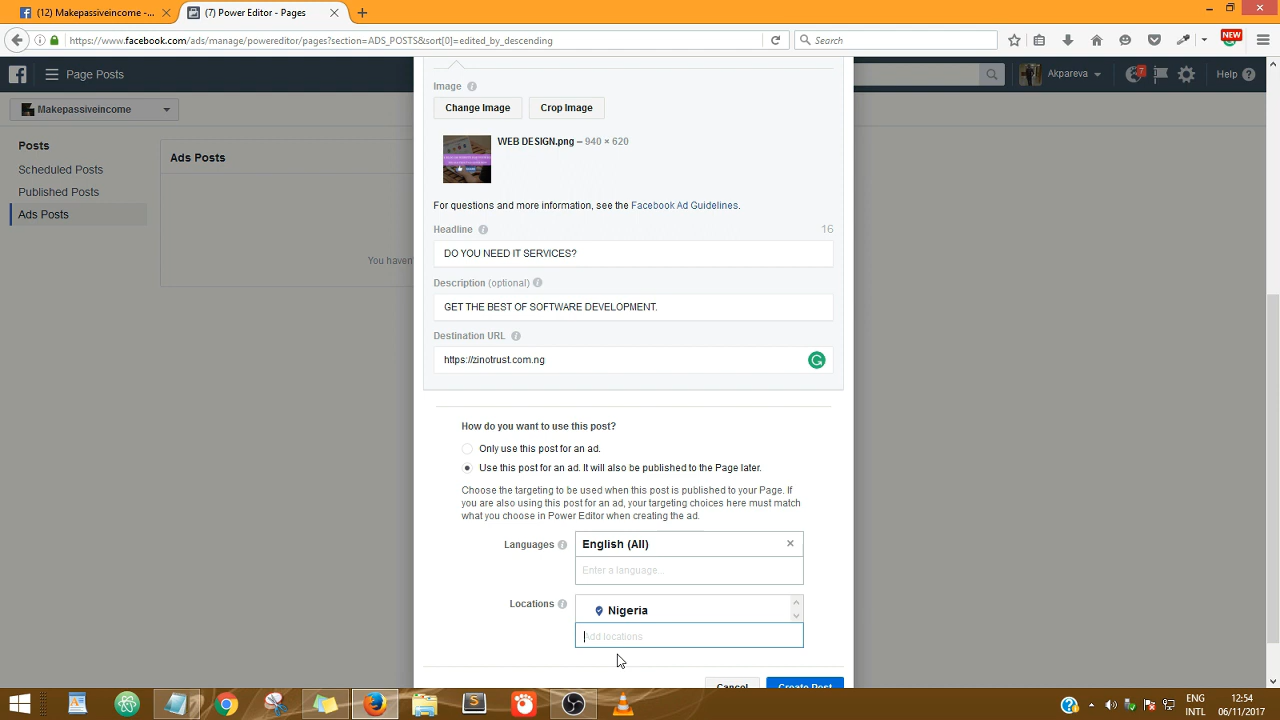 (12) Makepassiveincome -...
(7) Power Editor - Pages
https://www.facebook.com/ads/manage/powereditor/pages?section=ADS_POSTS&sort[0]=edited_by_descending
Search
NEW
Page Posts
Akpareva
7
Help
Makepassiveincome
Posts
Scheduled Posts
Published Posts
Ads Posts
Ads Posts
You haven
Image
Change Image
Crop Image
WEB DESIGN.png – 940 × 620
For questions and more information, see the Facebook Ad Guidelines.
Headline
16
DO YOU NEED IT SERVICES?
Description (optional)
GET THE BEST OF SOFTWARE DEVELOPMENT.
Destination URL
https://zinotrust.com.ng
How do you want to use this post?
Only use this post for an ad.
Use this post for an ad. It will also be published to the Page later.
Choose the targeting to be used when this post is published to your Page. If
you are also using this post for an ad, your targeting choices here must match
what you choose in Power Editor when creating the ad.
Languages
English (All)
Enter a language...
Locations
Nigeria
Add locations
Cancel
Create Post
ENG
INTL
12:54
06/11/2017